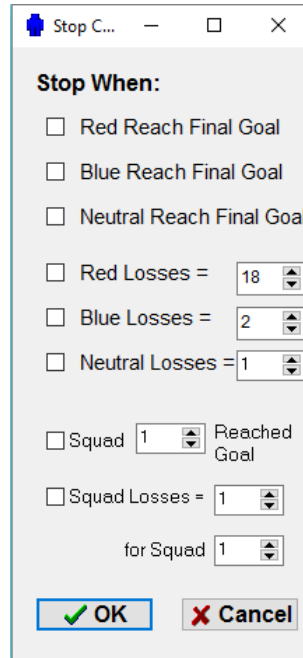 Stop C...
Stop When:
Red Reach Final Goal
Blue Reach Final Goal
Neutral Reach Final Goal
Red Losses = 18
Blue Losses = 2
Neutral Losses = 1
Squad 1 Reached
Goal
Squad Losses = 1
for Squad 1
OK Cancel